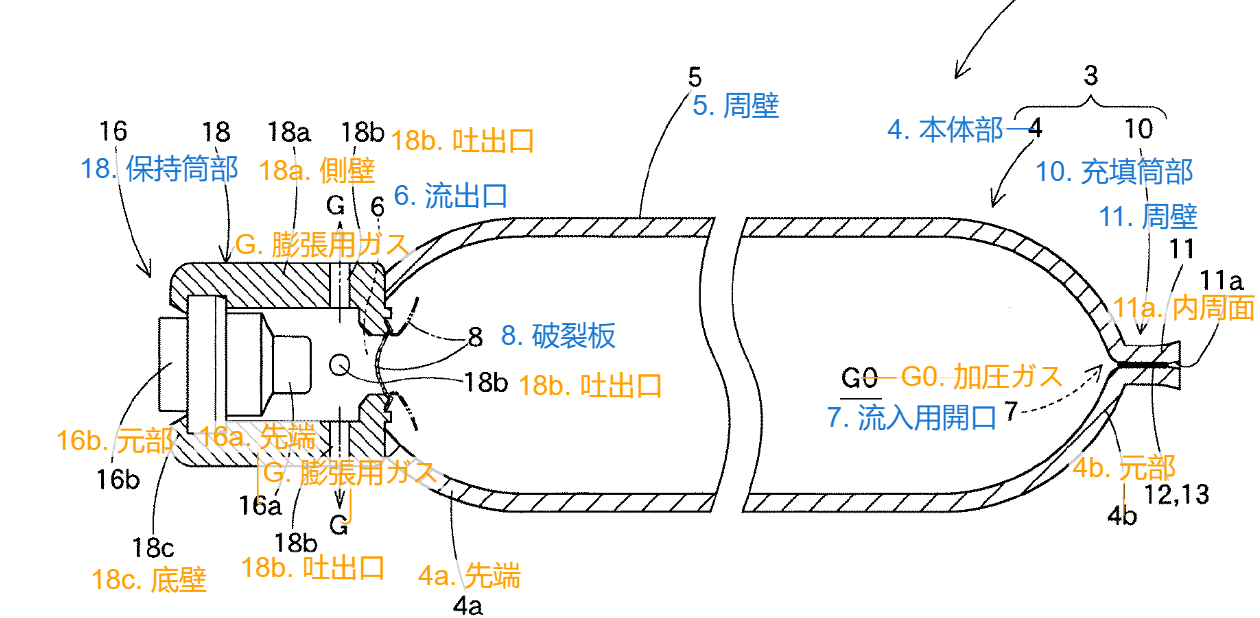 3
5
5. 周壁
4. 本体部
4
10
16
18
18a
18b
18b. 吐出口
18. 保持筒部
18a. 側壁
10. 充填筒部
6. 流出口
G
6
11. 周壁
G. 膨張用ガス
11
11a
11a. 内周面
8
8. 破裂板
18b
18b. 吐出口
G0
G0. 加圧ガス
7. 流入用開口
7
16b. 元部
16a. 先端
16b
G. 膨張用ガス
4b. 元部
12,13
16a
G
4b
18c
18b
18c. 底壁
18b. 吐出口
4a. 先端
4a